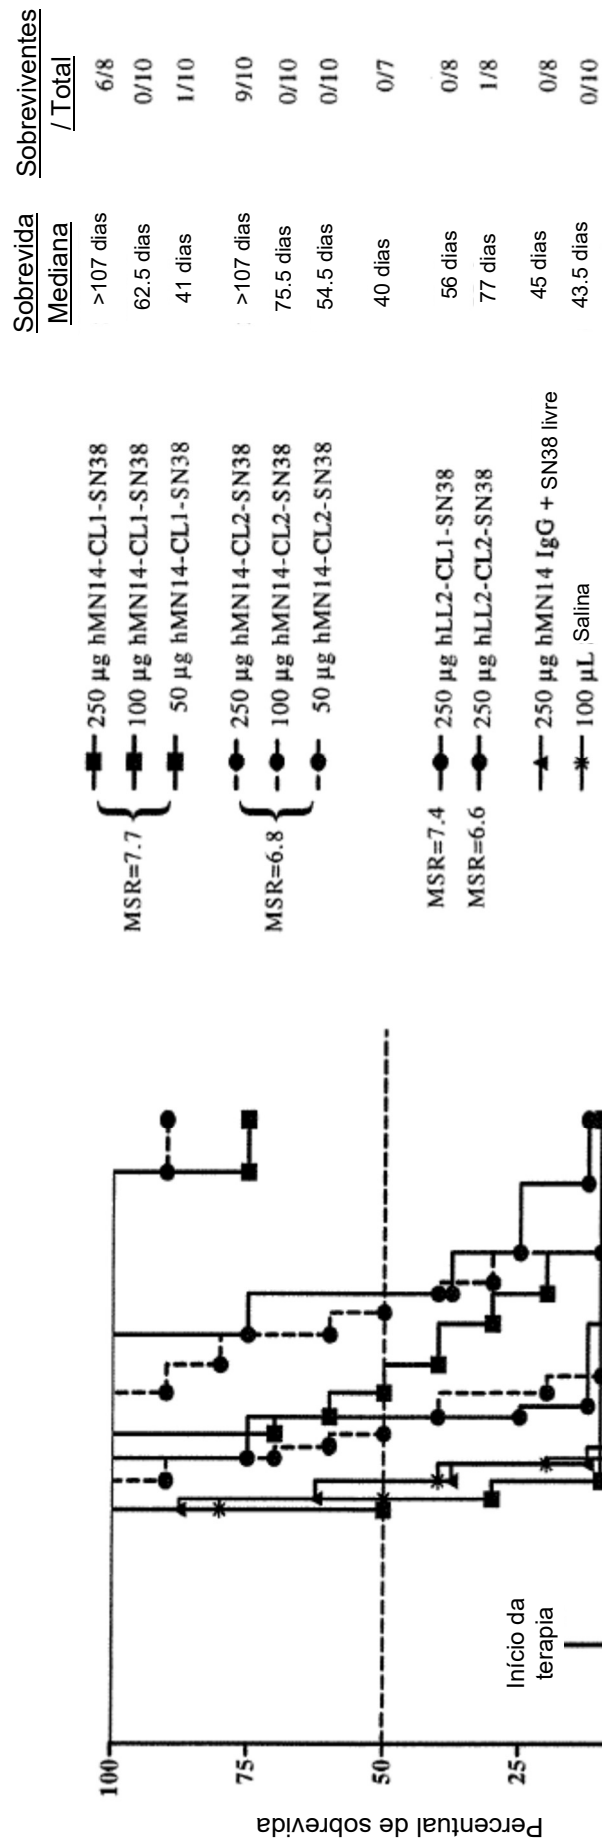 Sobrevida
Mediana
Sobreviventes
/ Total
MSR=7.7
250 µg hMN14-CL1-SN38 >107 dias 6/8
100 µg hMN14-CL1-SN38 62.5 dias 0/10
50 µg hMN14-CL1-SN38 41 dias 1/10
MSR=6.8
250 µg hMN14-CL2-SN38 >107 dias 9/10
100 µg hMN14-CL2-SN38 75.5 dias 0/10
50 µg hMN14-CL2-SN38 54.5 dias 0/10
40 dias 0/7
MSR=7.4 250 µg hLL2-CL1-SN38 56 dias 0/8
MSR=6.6 250 µg hLL2-CL2-SN38 77 dias 1/8
250 µg hMN14 IgG + SN38 livre 45 dias 0/8
100 µL Salina 43.5 dias 0/10
Percentual de sobrevida
100
75
50
25
Início da
terapia